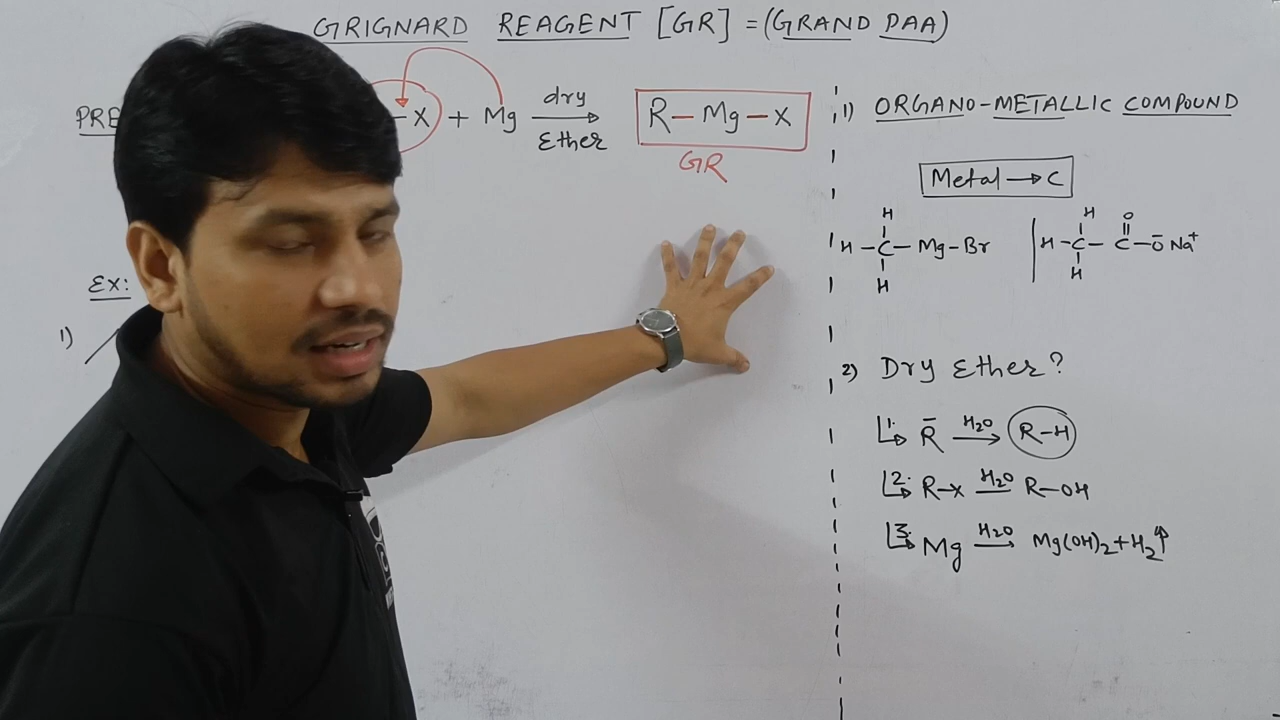 GRIGNARD REAGENT [GR] = (GRAND DAA)
PRE
–X + Mg dry Ether → R–Mg–X
GR
EX:
1)
1) ORGANO-METALLIC COMPOUND
Metal → C
H H O
H–C–Mg–Br H–C–C–ŌNa⁺
H H
2) Dry Ether?
1. R̄ H₂O → R–H
2. R–X H₂O R–OH
3. Mg H₂O → Mg(OH)₂+H₂↑